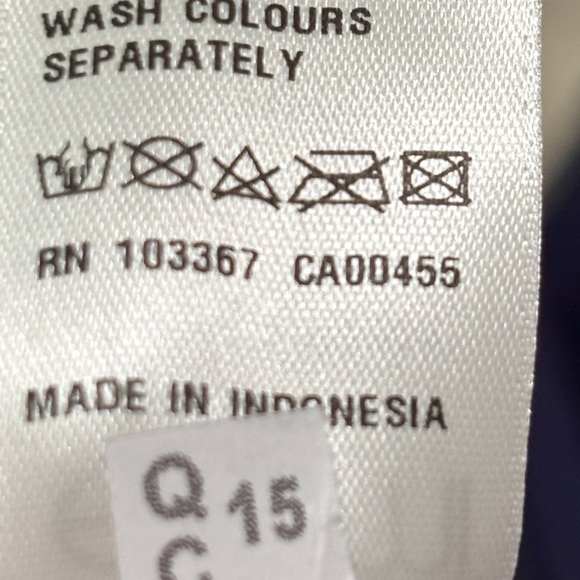 WASH COLOURS
SEPARATELY
RN 103367 CA00455
MADE IN INDONESIA
Q 15
C